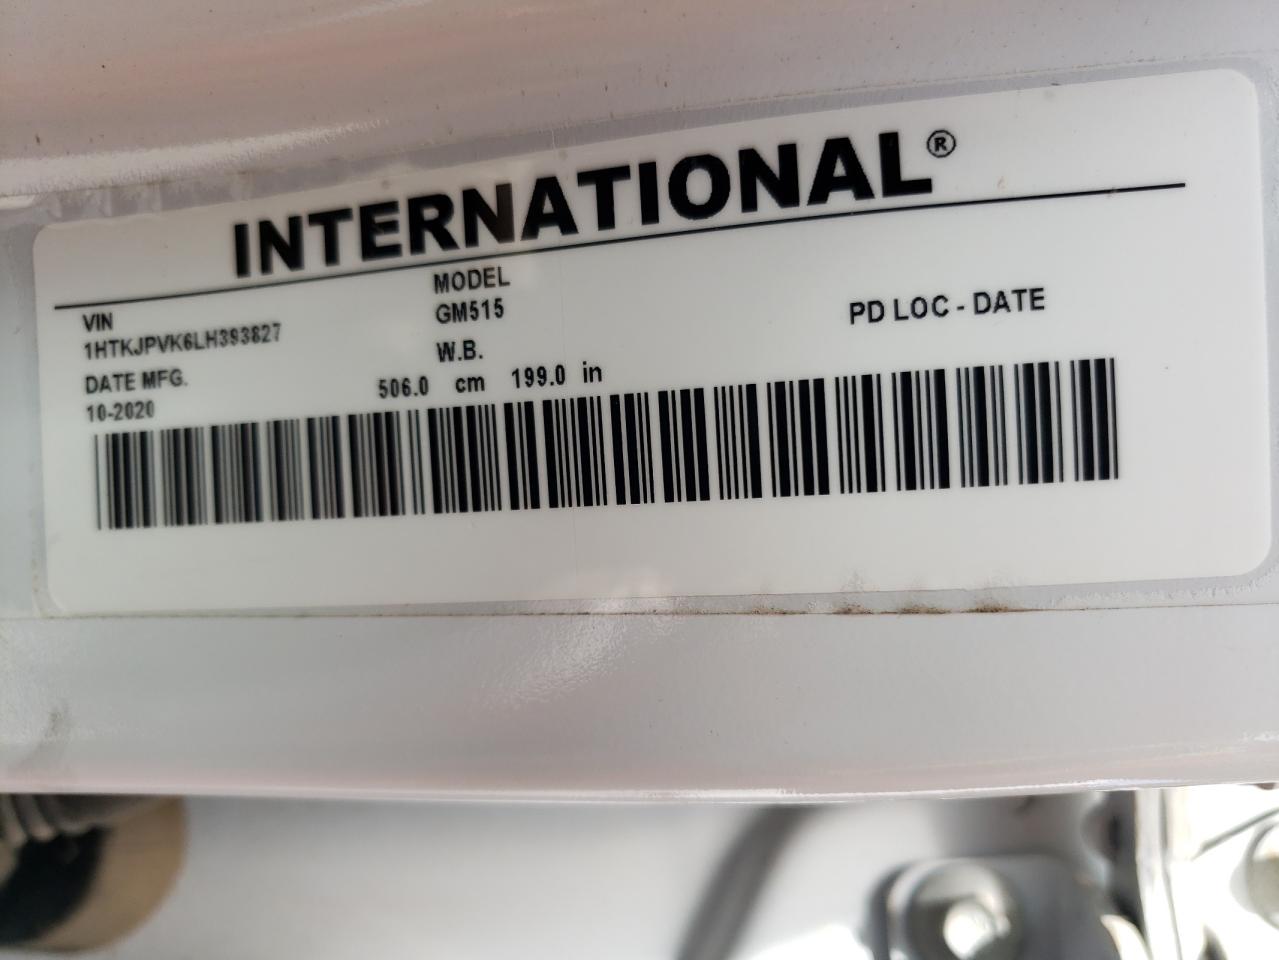 INTERNATIONAL®
VIN
1HTKJPVK6LH393827
DATE MFG.
10-2020
MODEL
GM515
W.B.
506.0 cm 199.0 in
PD LOC - DATE